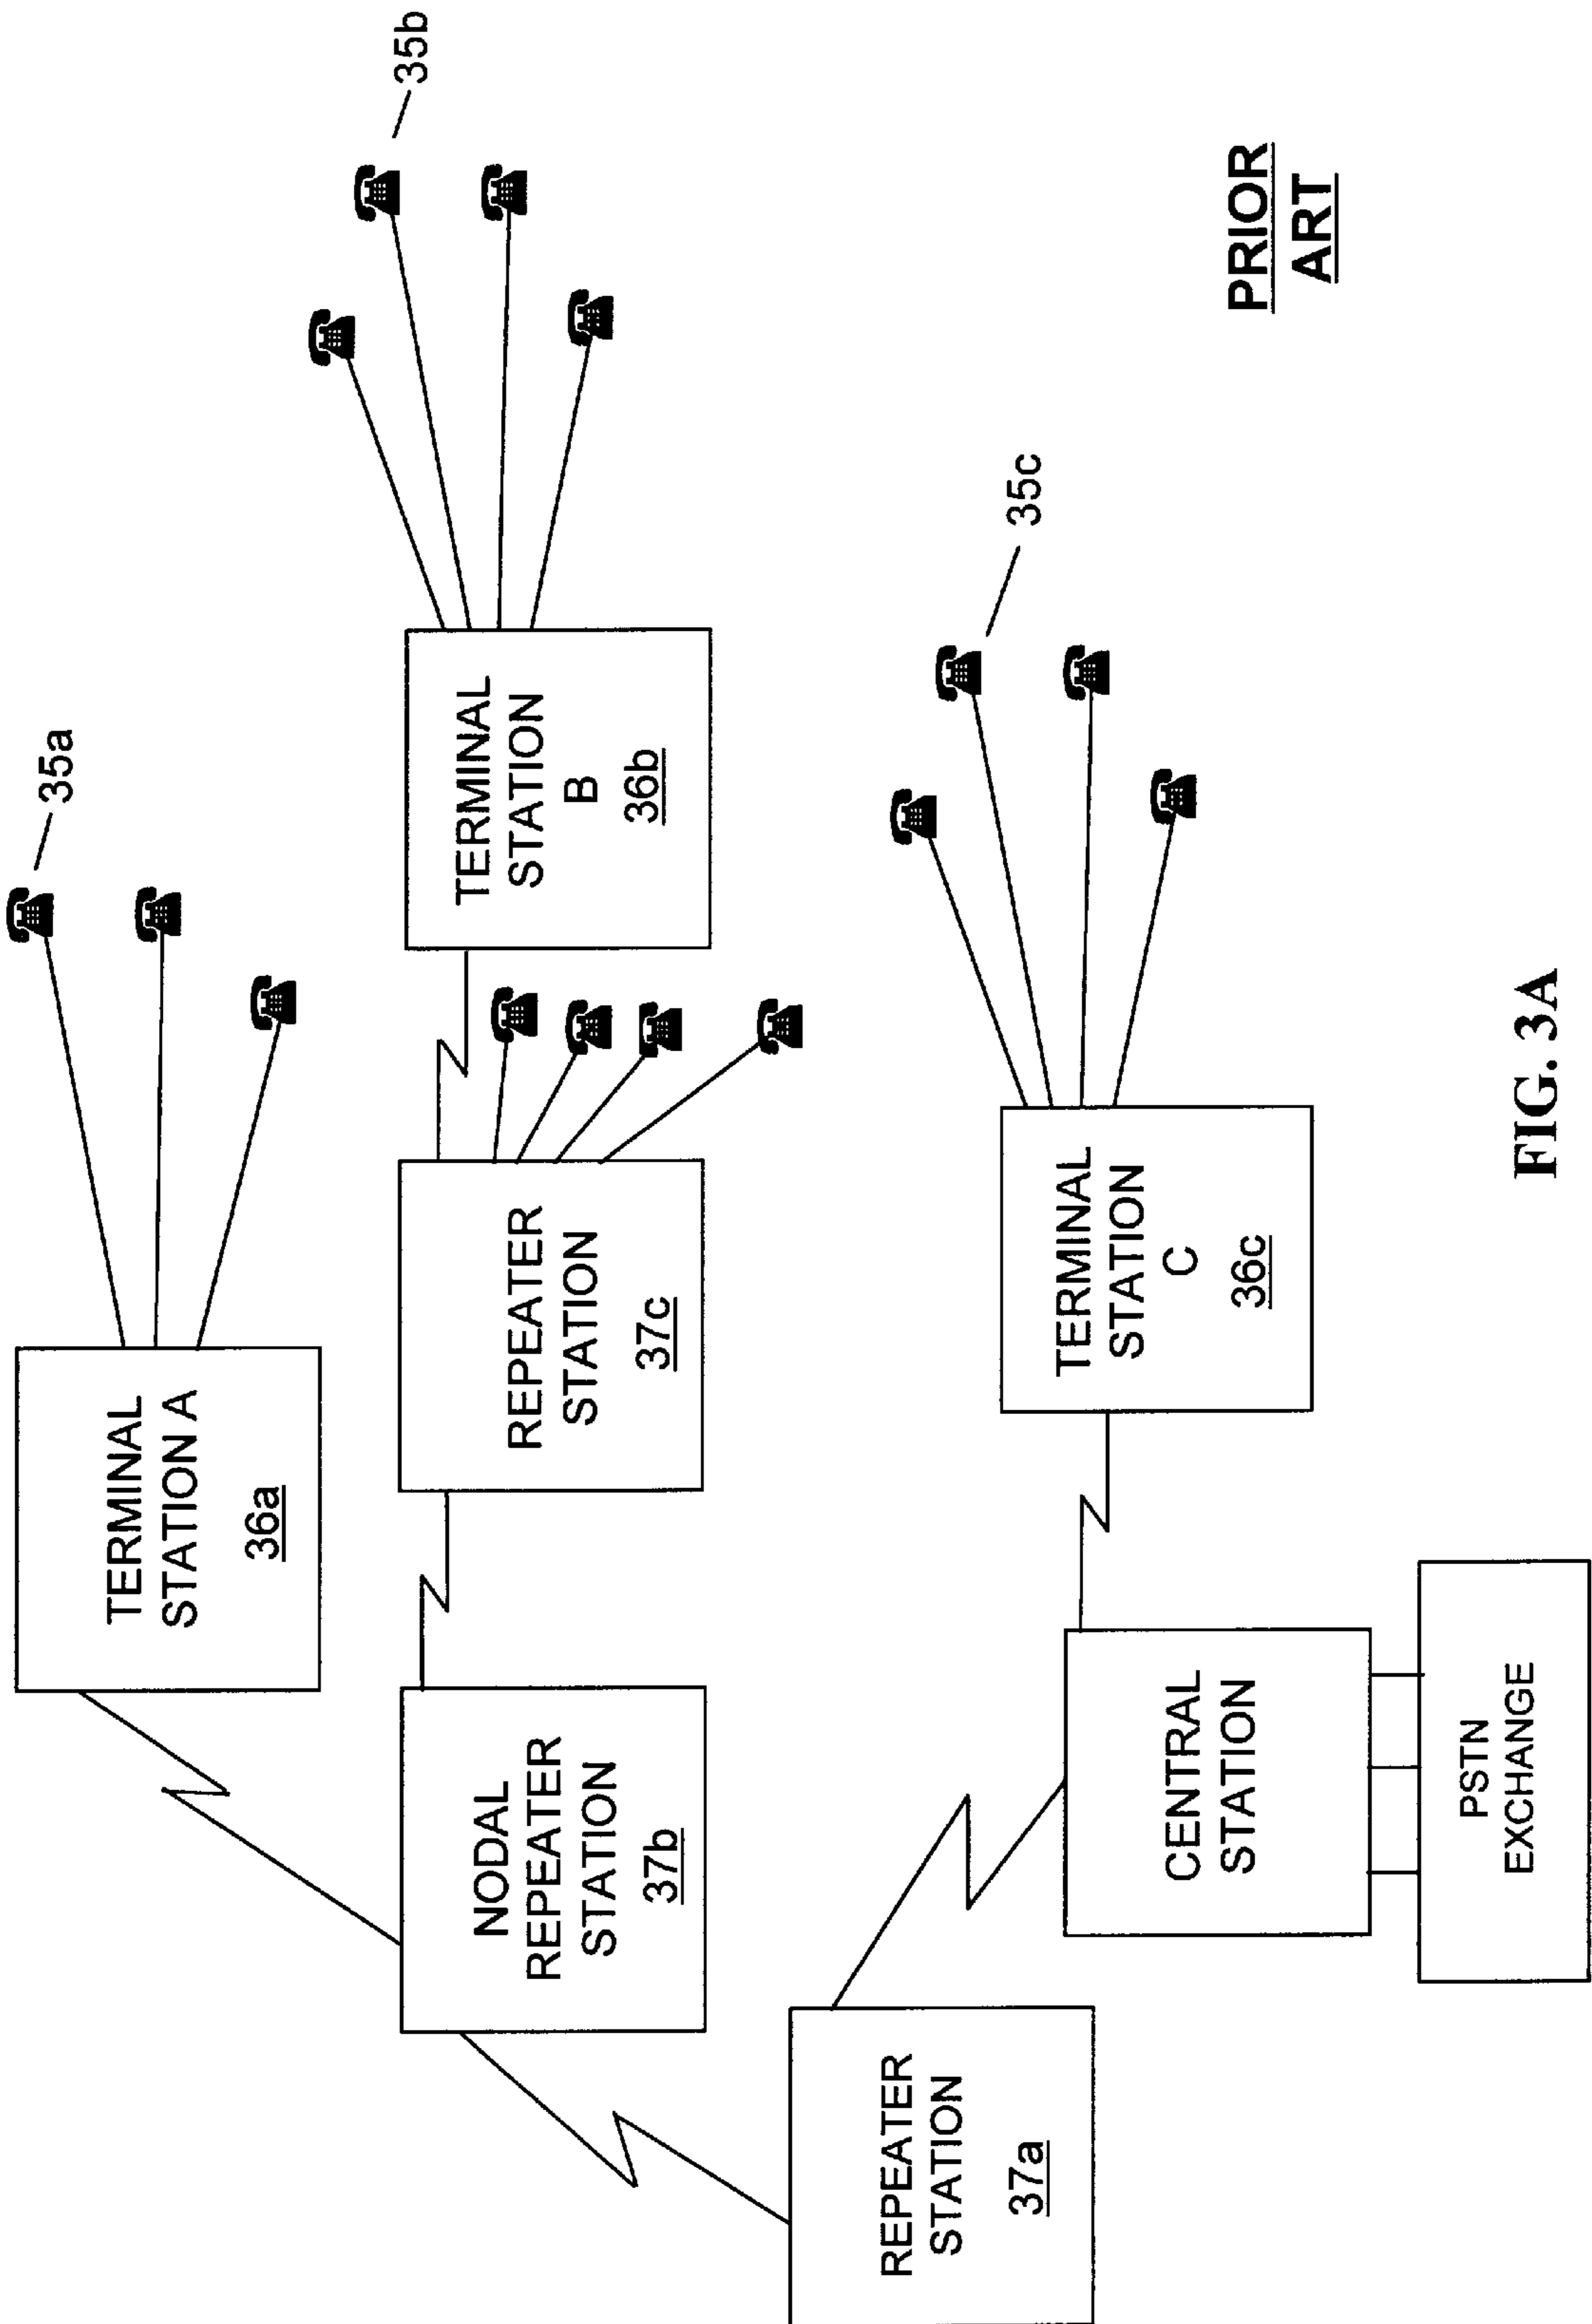 35a
TERMINAL
STATION A
36a
35b
NODAL
REPEATER
STATION
37b
REPEATER
STATION
37c
TERMINAL
STATION
B
36b
REPEATER
STATION
37a
CENTRAL
STATION
TERMINAL
STATION
C
36c
35c
PSTN
EXCHANGE
PRIOR
ART
FIG. 3A